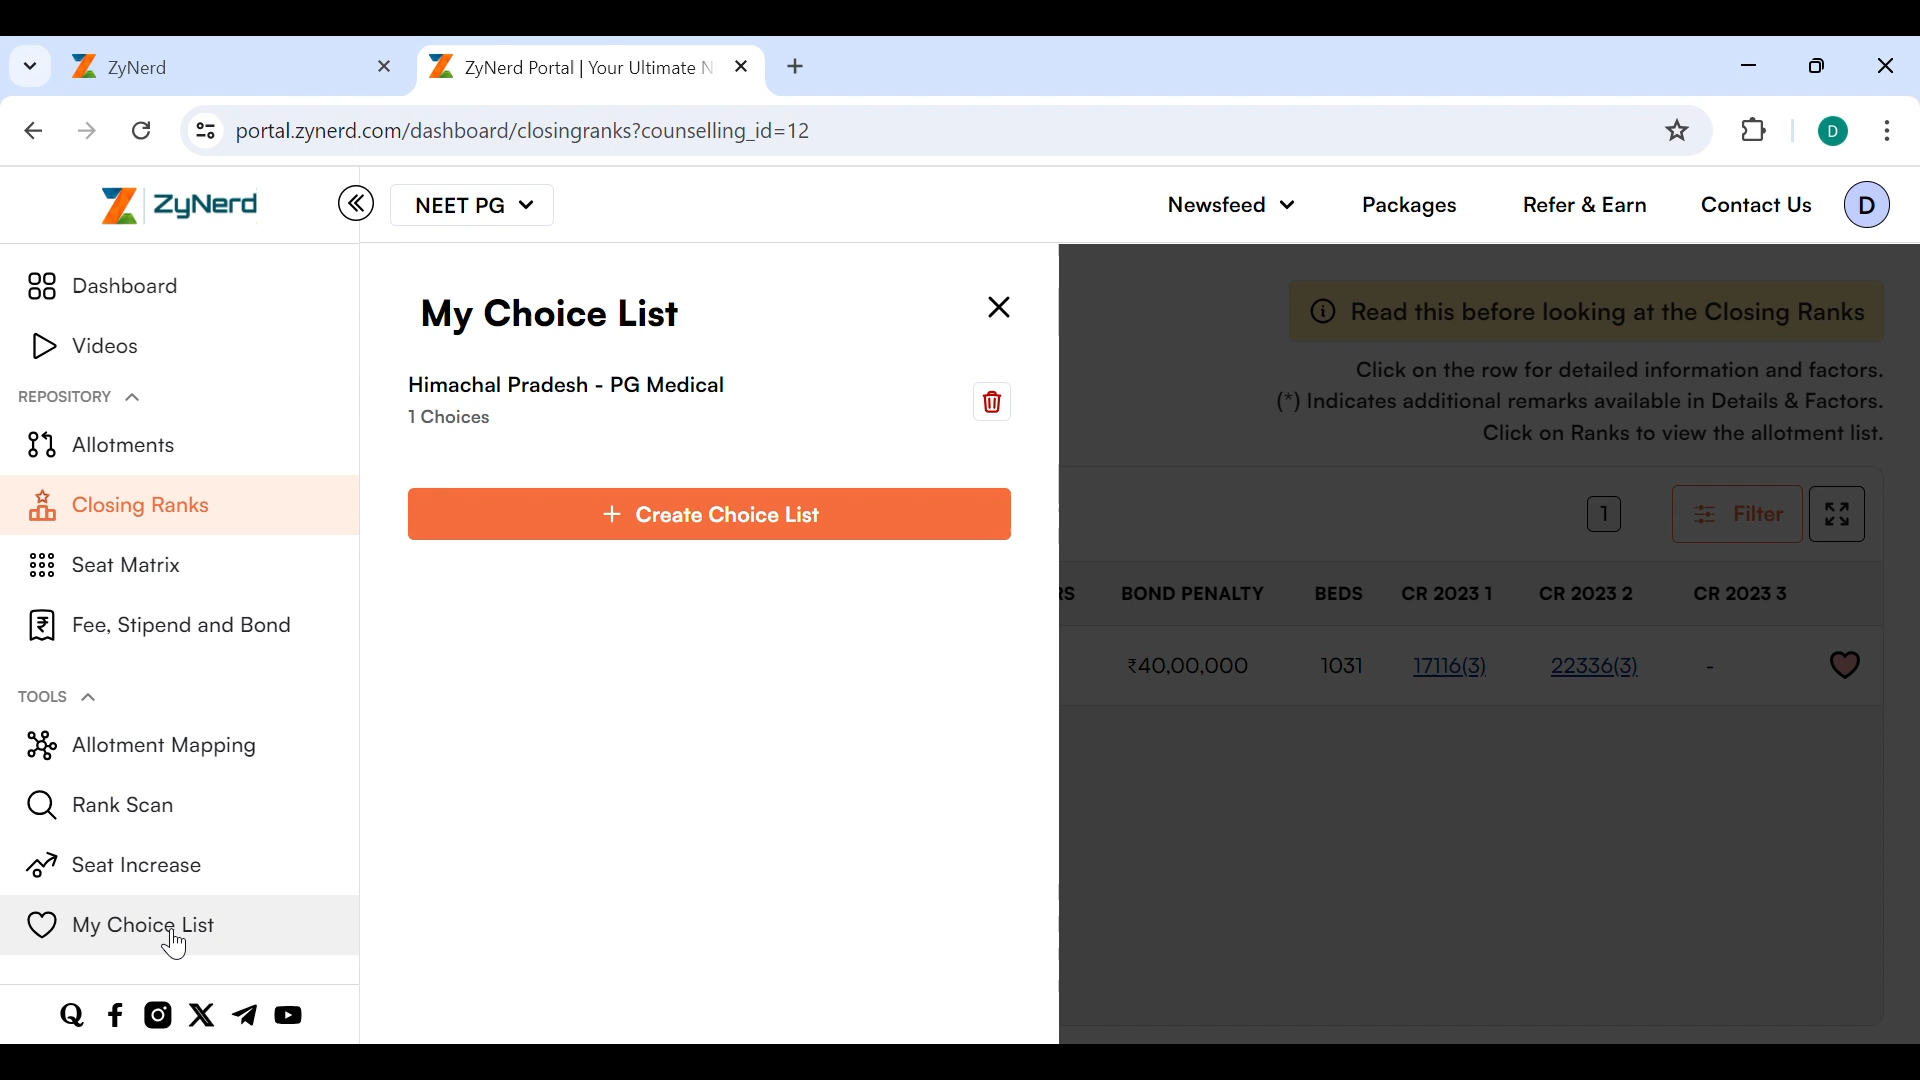 ZyNerd
ZyNerd Portal | Your Ultimate N
portal.zynerd.com/dashboard/closingranks?counselling_id=12
D
ZyNerd
NEET PG
Newsfeed
Packages
Refer & Earn
Contact Us
D
Dashboard
Videos
REPOSITORY
Allotments
Closing Ranks
Seat Matrix
Fee, Stipend and Bond
TOOLS
Allotment Mapping
Rank Scan
Seat Increase
My Choice List
My Choice List
Himachal Pradesh - PG Medical
1 Choices
+ Create Choice List
Read this before looking at the Closing Ranks
Click on the row for detailed information and factors.
(*) Indicates additional remarks available in Details & Factors.
Click on Ranks to view the allotment list.
1
Filter
RS BOND PENALTY BEDS CR 2023 1 CR 2023 2 CR 2023 3
₹40,00,000 1031 17116(3) 22336(3) -